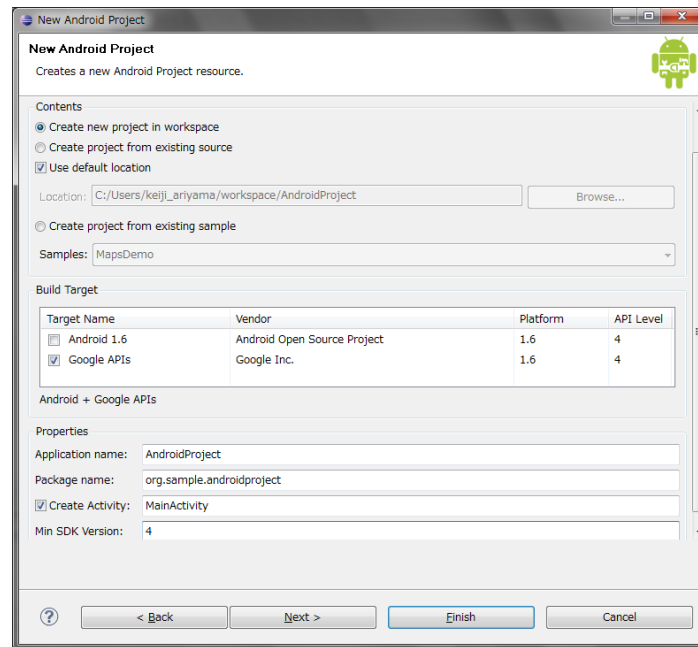 New Android Project
New Android Project
Creates a new Android Project resource.
Contents
Create new project in workspace
Create project from existing source
Use default location
Location: C:/Users/keiji_ariyama/workspace/AndroidProject Browse...
Create project from existing sample
Samples: MapsDemo
Build Target
Target Name Vendor Platform API Level
Android 1.6 Android Open Source Project 1.6 4
Google APIs Google Inc. 1.6 4
Android + Google APIs
Properties
Application name: AndroidProject
Package name: org.sample.androidproject
Create Activity: MainActivity
Min SDK Version: 4
? < Back Next > Finish Cancel